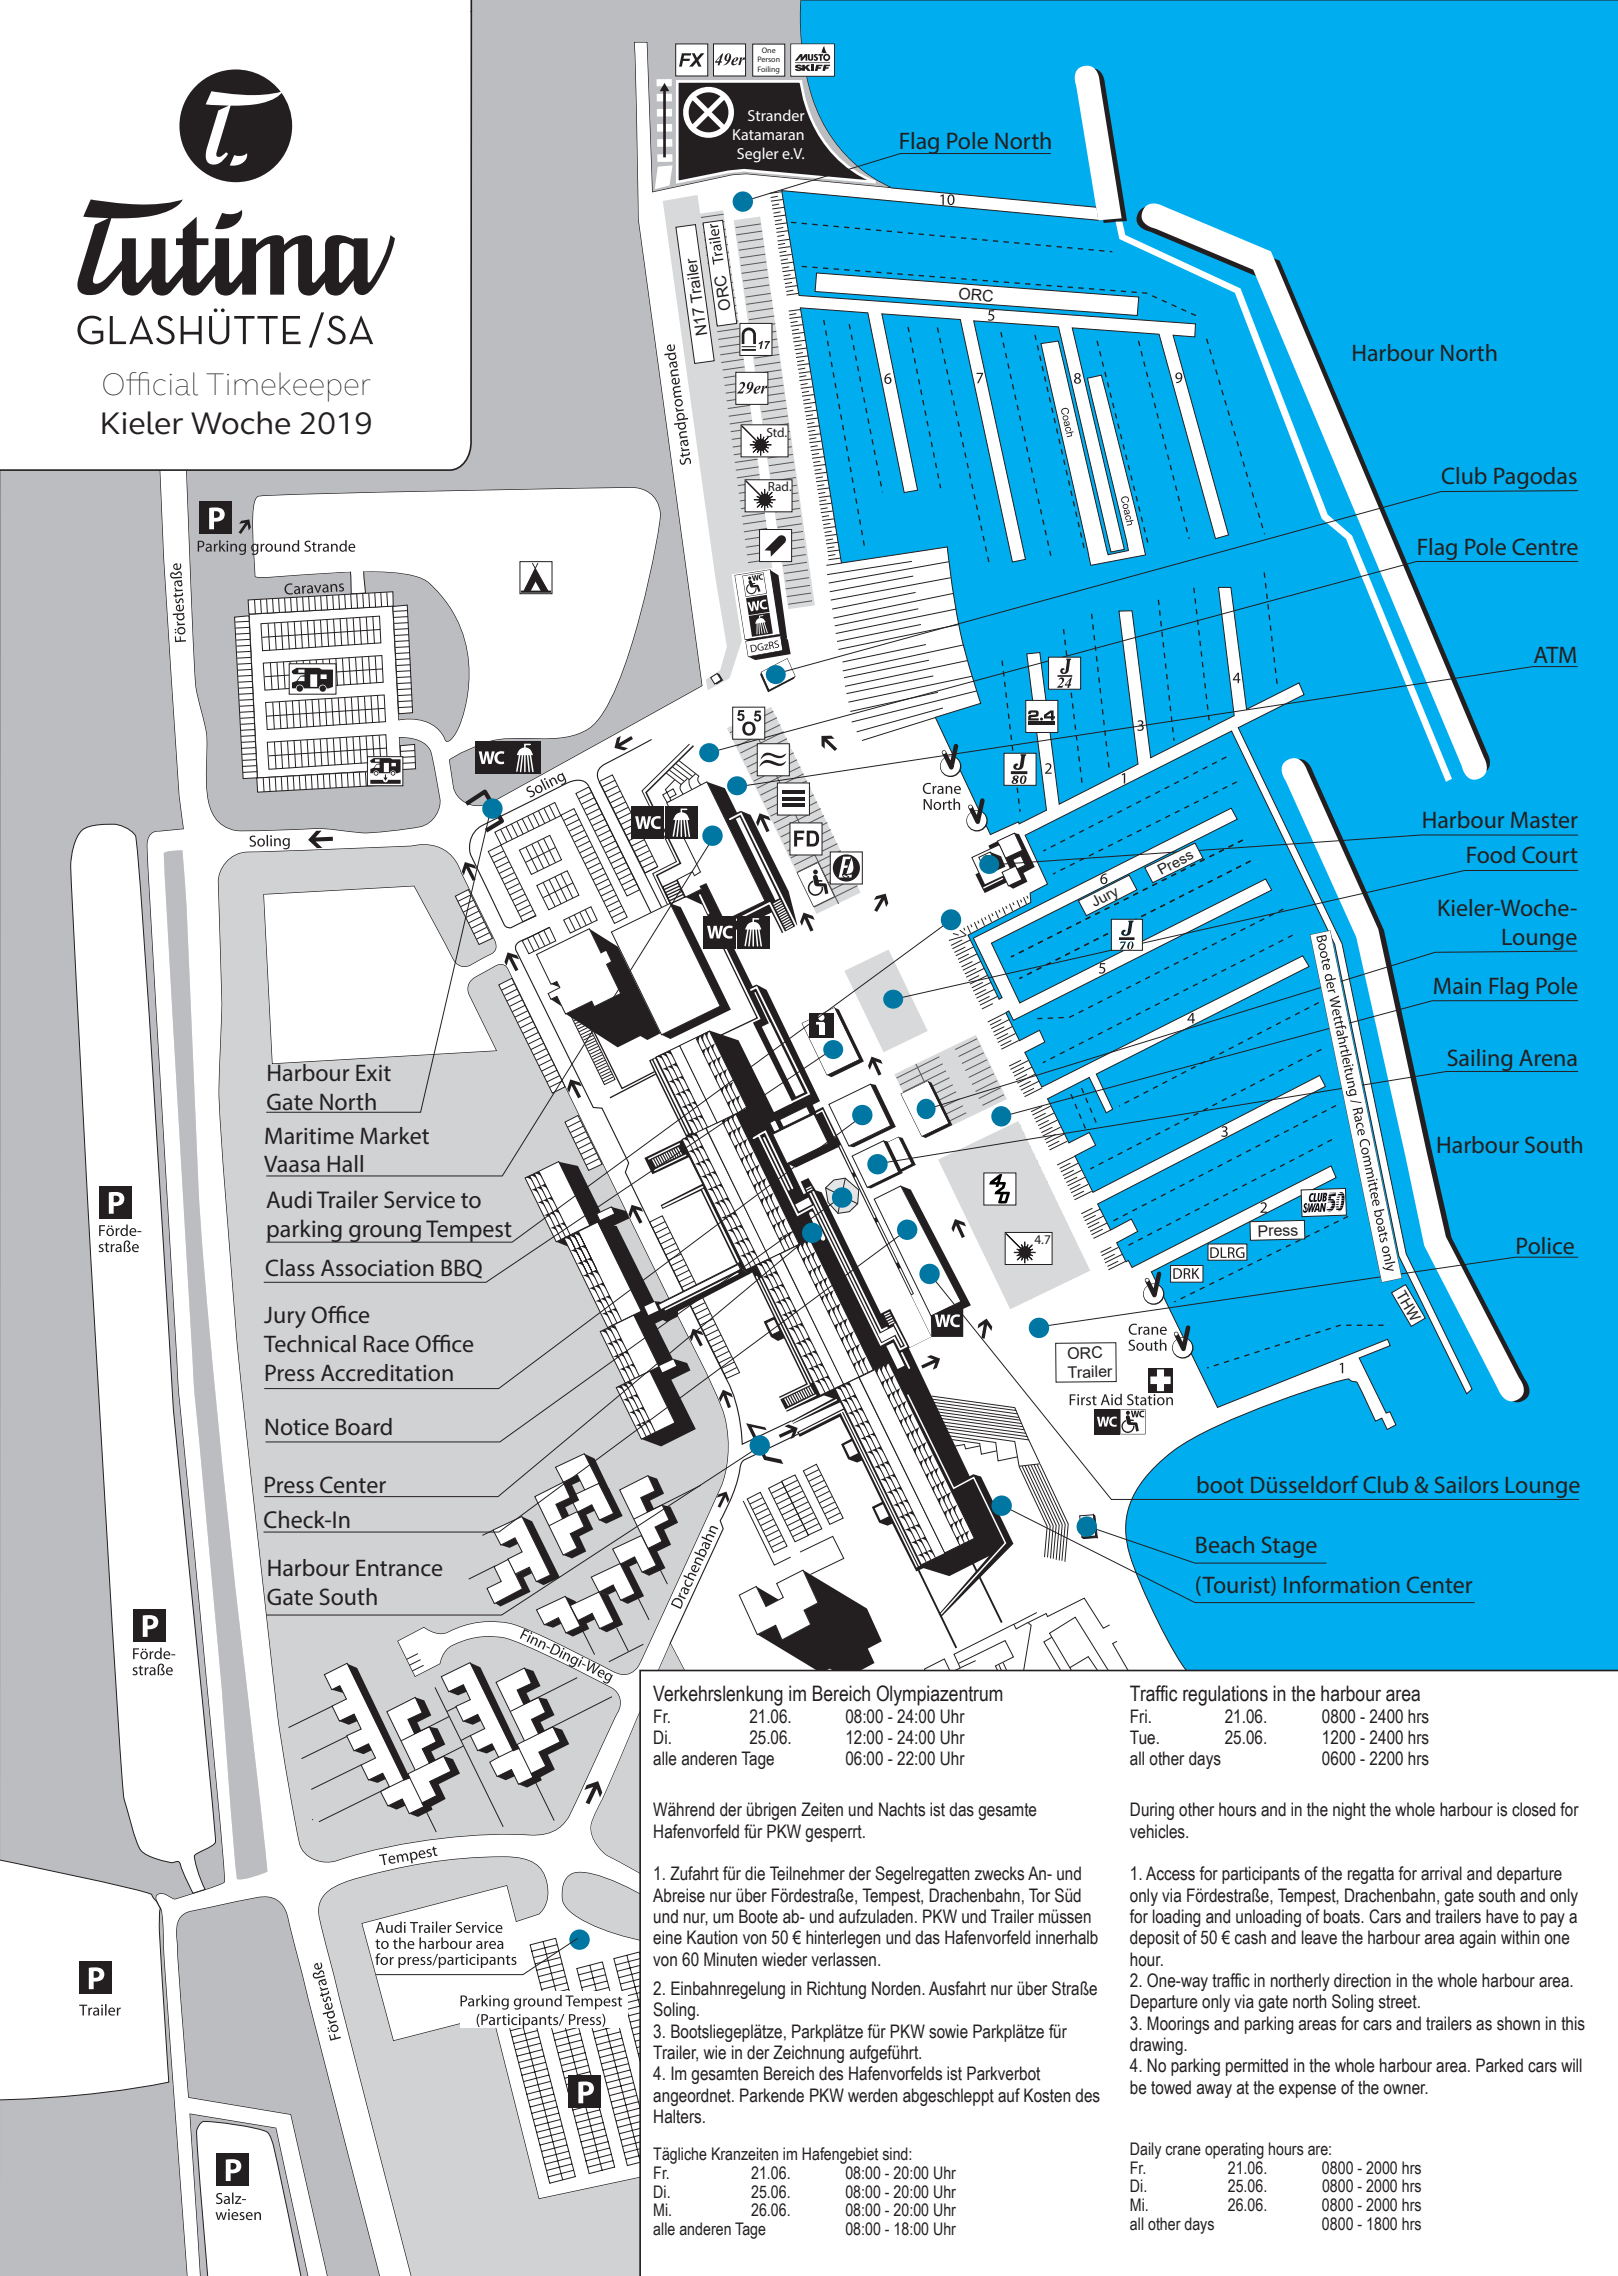 Tutima
GLASHÜTTE/SA
Official Timekeeper
Kieler Woche 2019
FX
49er
One
Person
Foiling
MUSTO
SKIFF
Strander
Katamaran
Segler e.V.
Flag Pole North
10
N17 Trailer
ORC Trailer
ORC
5
17
Strandpromenade
29er
Std.
Rad.
6
7
8
9
Coach
Coach
Harbour North
Club Pagodas
Flag Pole Centre
ATM
P
Parking ground Strande
Caravans
Fördestraße
WC
WC
DGzRS
5 O 5
J
24
2.4
J
80
4
3
2
1
WC
Soling
Soling
WC
FD
WC
Crane
North
Harbour Master
Food Court
Kieler-Woche-
Lounge
Main Flag Pole
Sailing Arena
Harbour South
Police
6
Jury
Press
J
70
5
4
3
2
1
Boote der Wettfahrtleitung / Race Committee boats only
CLUB
SWAN 50
Press
DLRG
DRK
THW
i
420
4.7
WC
Crane
South
ORC
Trailer
First Aid Station
WC
WC
Harbour Exit
Gate North
Maritime Market
Vaasa Hall
Audi Trailer Service to
parking groung Tempest
Class Association BBQ
Jury Office
Technical Race Office
Press Accreditation
Notice Board
Press Center
Check-In
Harbour Entrance
Gate South
P
Förde-
straße
P
Förde-
straße
P
Trailer
P
Salz-
wiesen
Drachenbahn
Finn-Dingi-Weg
Tempest
Fördestraße
Audi Trailer Service
to the harbour area
for press/participants
Parking ground Tempest
(Participants/ Press)
P
boot Düsseldorf Club & Sailors Lounge
Beach Stage
(Tourist) Information Center
Verkehrslenkung im Bereich Olympiazentrum
Fr. 21.06. 08:00 - 24:00 Uhr
Di. 25.06. 12:00 - 24:00 Uhr
alle anderen Tage 06:00 - 22:00 Uhr
Während der übrigen Zeiten und Nachts ist das gesamte
Hafenvorfeld für PKW gesperrt.
1. Zufahrt für die Teilnehmer der Segelregatten zwecks An- und
Abreise nur über Fördestraße, Tempest, Drachenbahn, Tor Süd
und nur, um Boote ab- und aufzuladen. PKW und Trailer müssen
eine Kaution von 50 € hinterlegen und das Hafenvorfeld innerhalb
von 60 Minuten wieder verlassen.
2. Einbahnregelung in Richtung Norden. Ausfahrt nur über Straße
Soling.
3. Bootsliegeplätze, Parkplätze für PKW sowie Parkplätze für
Trailer, wie in der Zeichnung aufgeführt.
4. Im gesamten Bereich des Hafenvorfelds ist Parkverbot
angeordnet. Parkende PKW werden abgeschleppt auf Kosten des
Halters.
Tägliche Kranzeiten im Hafengebiet sind:
Fr. 21.06. 08:00 - 20:00 Uhr
Di. 25.06. 08:00 - 20:00 Uhr
Mi. 26.06. 08:00 - 20:00 Uhr
alle anderen Tage 08:00 - 18:00 Uhr
Traffic regulations in the harbour area
Fri. 21.06. 0800 - 2400 hrs
Tue. 25.06. 1200 - 2400 hrs
all other days 0600 - 2200 hrs
During other hours and in the night the whole harbour is closed for
vehicles.
1. Access for participants of the regatta for arrival and departure
only via Fördestraße, Tempest, Drachenbahn, gate south and only
for loading and unloading of boats. Cars and trailers have to pay a
deposit of 50 € cash and leave the harbour area again within one
hour.
2. One-way traffic in northerly direction in the whole harbour area.
Departure only via gate north Soling street.
3. Moorings and parking areas for cars and trailers as shown in this
drawing.
4. No parking permitted in the whole harbour area. Parked cars will
be towed away at the expense of the owner.
Daily crane operating hours are:
Fr. 21.06. 0800 - 2000 hrs
Di. 25.06. 0800 - 2000 hrs
Mi. 26.06. 0800 - 2000 hrs
all other days 0800 - 1800 hrs